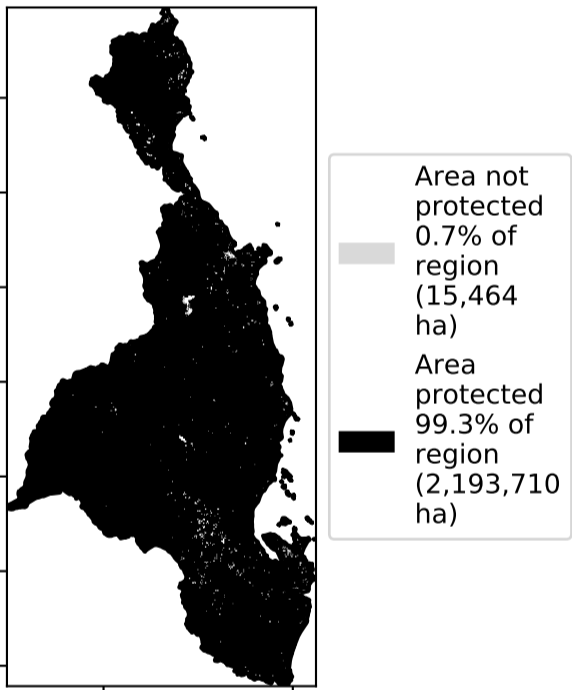 Area not
protected
0.7% of
region
(15,464
ha)
Area
protected
99.3% of
region
(2,193,710
ha)